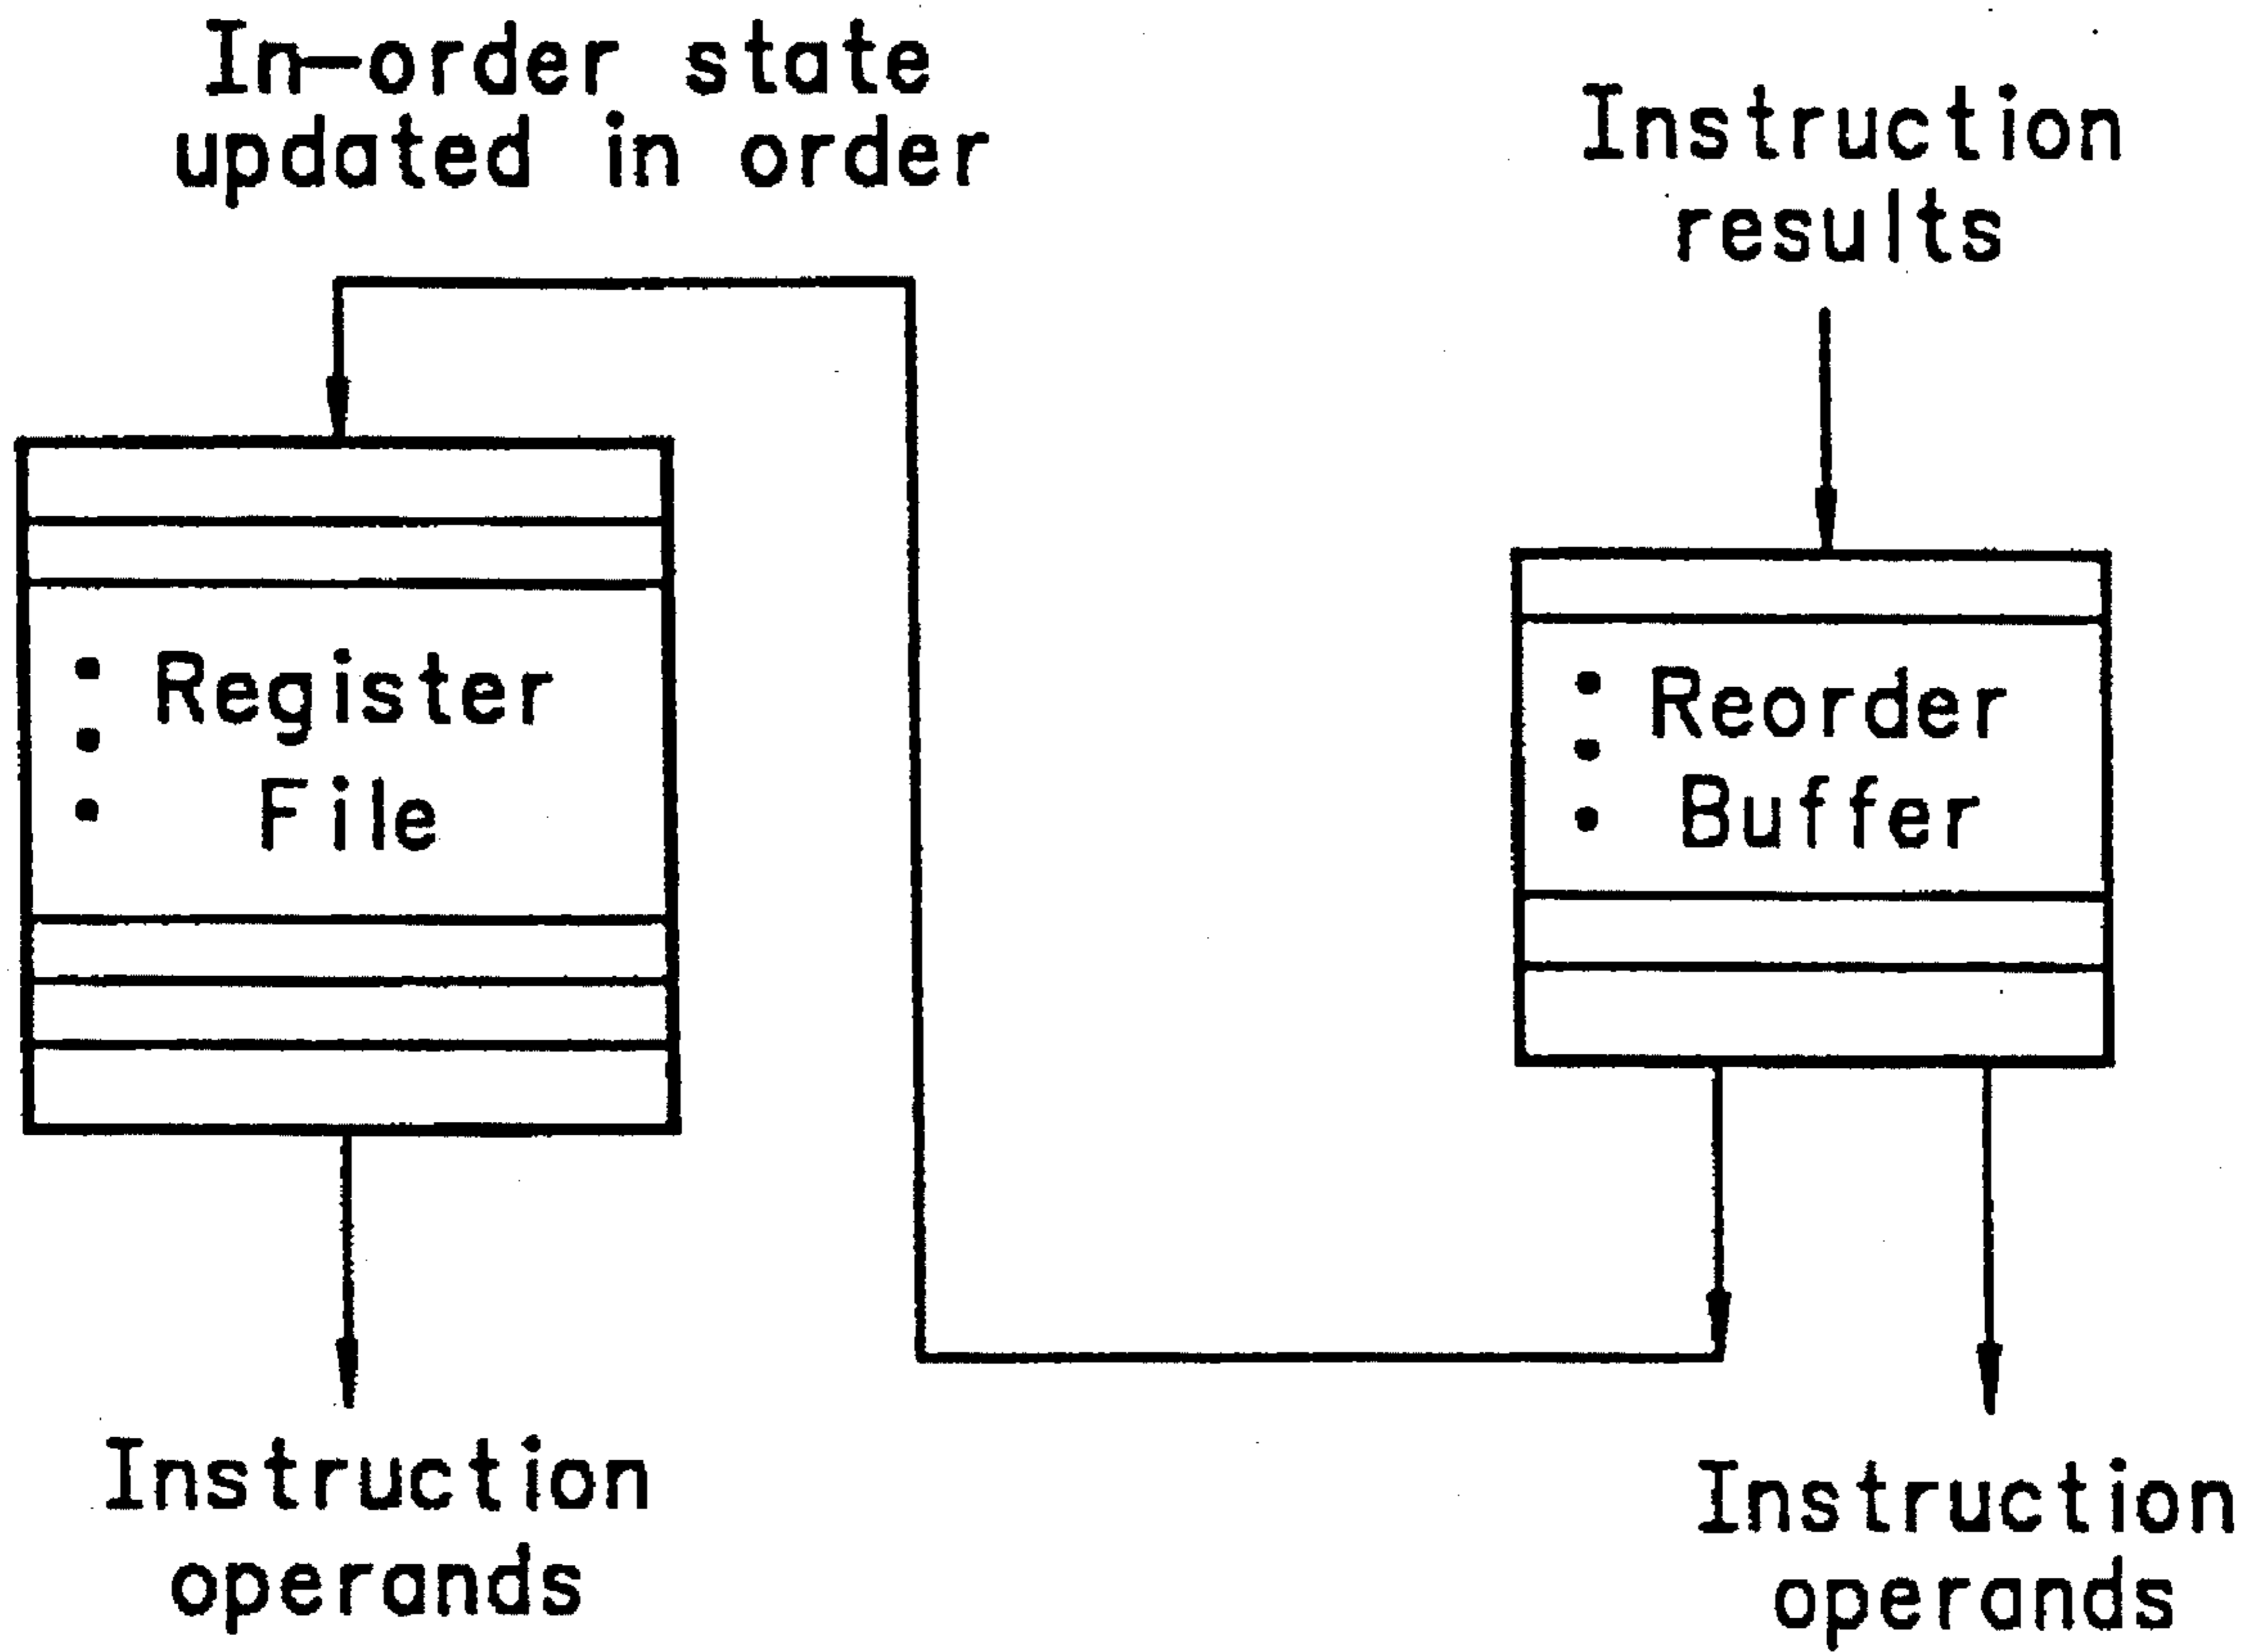 In-order state
updated in order
Instruction
results
Register
File
Reorder
Buffer
Instruction
operands
Instruction
operands